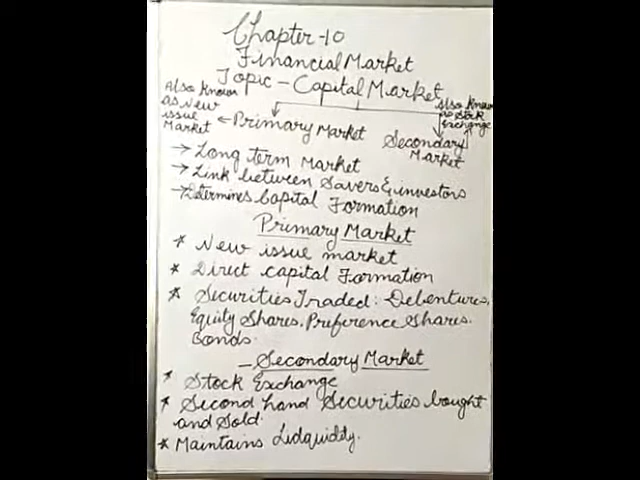 Chapter-10
Financial Market
Topic - Capital Market
Also Known as New issue Market
← Primary Market
Also Known as Stock Exchange
Secondary Market
→ Long term Market
→ Link between Savers & investors
→ Determines Capital Formation
Primary Market
* New issue market
* Direct capital Formation
* Securities Traded: Debentures,
Equity Shares, Preference Shares.
Bonds.
- Secondary Market
* Stock Exchange
* Second hand Securities bought
and Sold.
* Maintains Lidquidity.